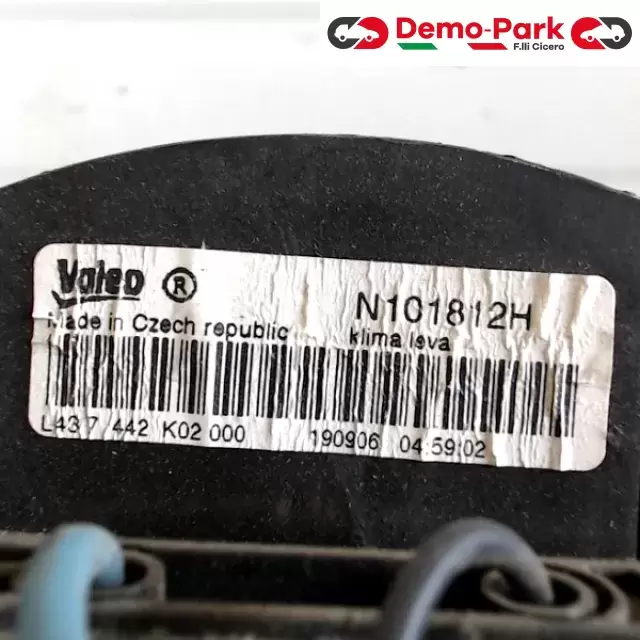 Demo-Park
F.lli Cicero
Valeo ® N101812H
Made in Czech republic klima leva
L43 7 442 K02 000 190906 04:59:02